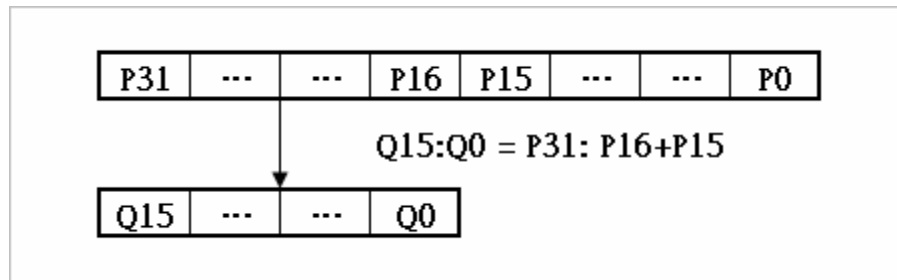 P31 ... ... P16 P15 ... ... P0
Q15:Q0 = P31: P16+P15
Q15 ... ... Q0